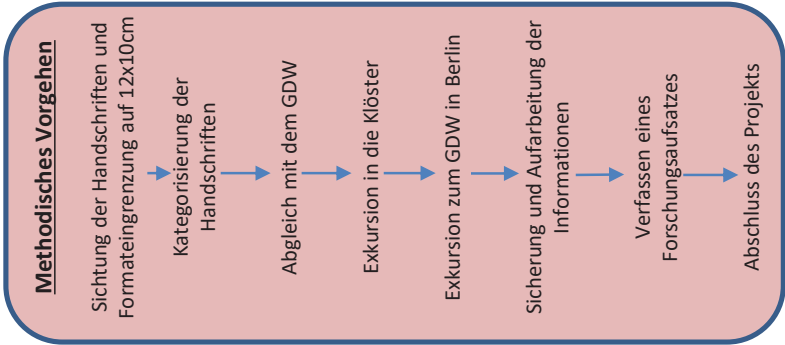 Methodisches Vorgehen
Sichtung der Handschriften und
Formateingrenzung auf 12x10cm
Kategorisierung der
Handschriften
Abgleich mit dem GDW
Exkursion in die Klöster
Exkursion zum GDW in Berlin
Sicherung und Aufarbeitung der
Informationen
Verfassen eines
Forschungsaufsatzes
Abschluss des Projekts